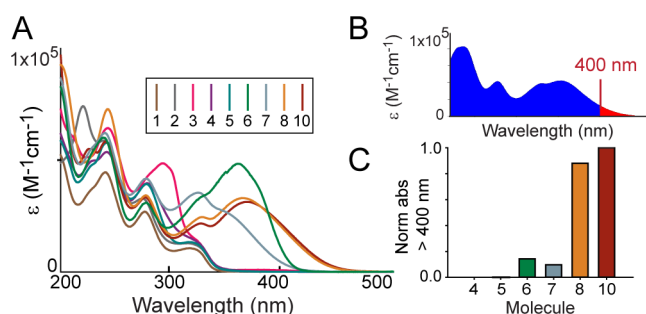 A
1x10⁵
ε (M⁻¹cm⁻¹)
0
200 300 400 500
Wavelength (nm)
1 2 3 4 5 6 7 8 10
B
1x10⁵
ε (M⁻¹cm⁻¹)
400 nm
Wavelength (nm)
C
1.0
Norm abs
> 400 nm
0.0
4 5 6 7 8 10
Molecule